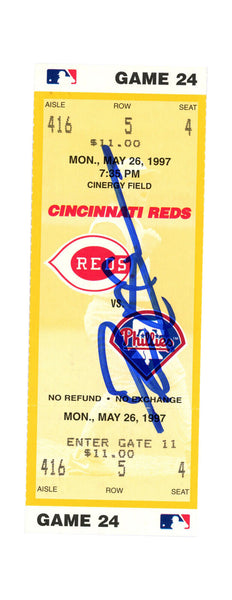 GAME 24
AISLE ROW SEAT
416 5 4
$11.00
MON., MAY 26, 1997
7:35 PM
CINERGY FIELD
CINCINNATI REDS
REDS
VS.
Phillies
NO REFUND • NO EXCHANGE
MON., MAY 26, 1997
ENTER GATE 11
$11.00
416 5 4
AISLE ROW SEAT
GAME 24